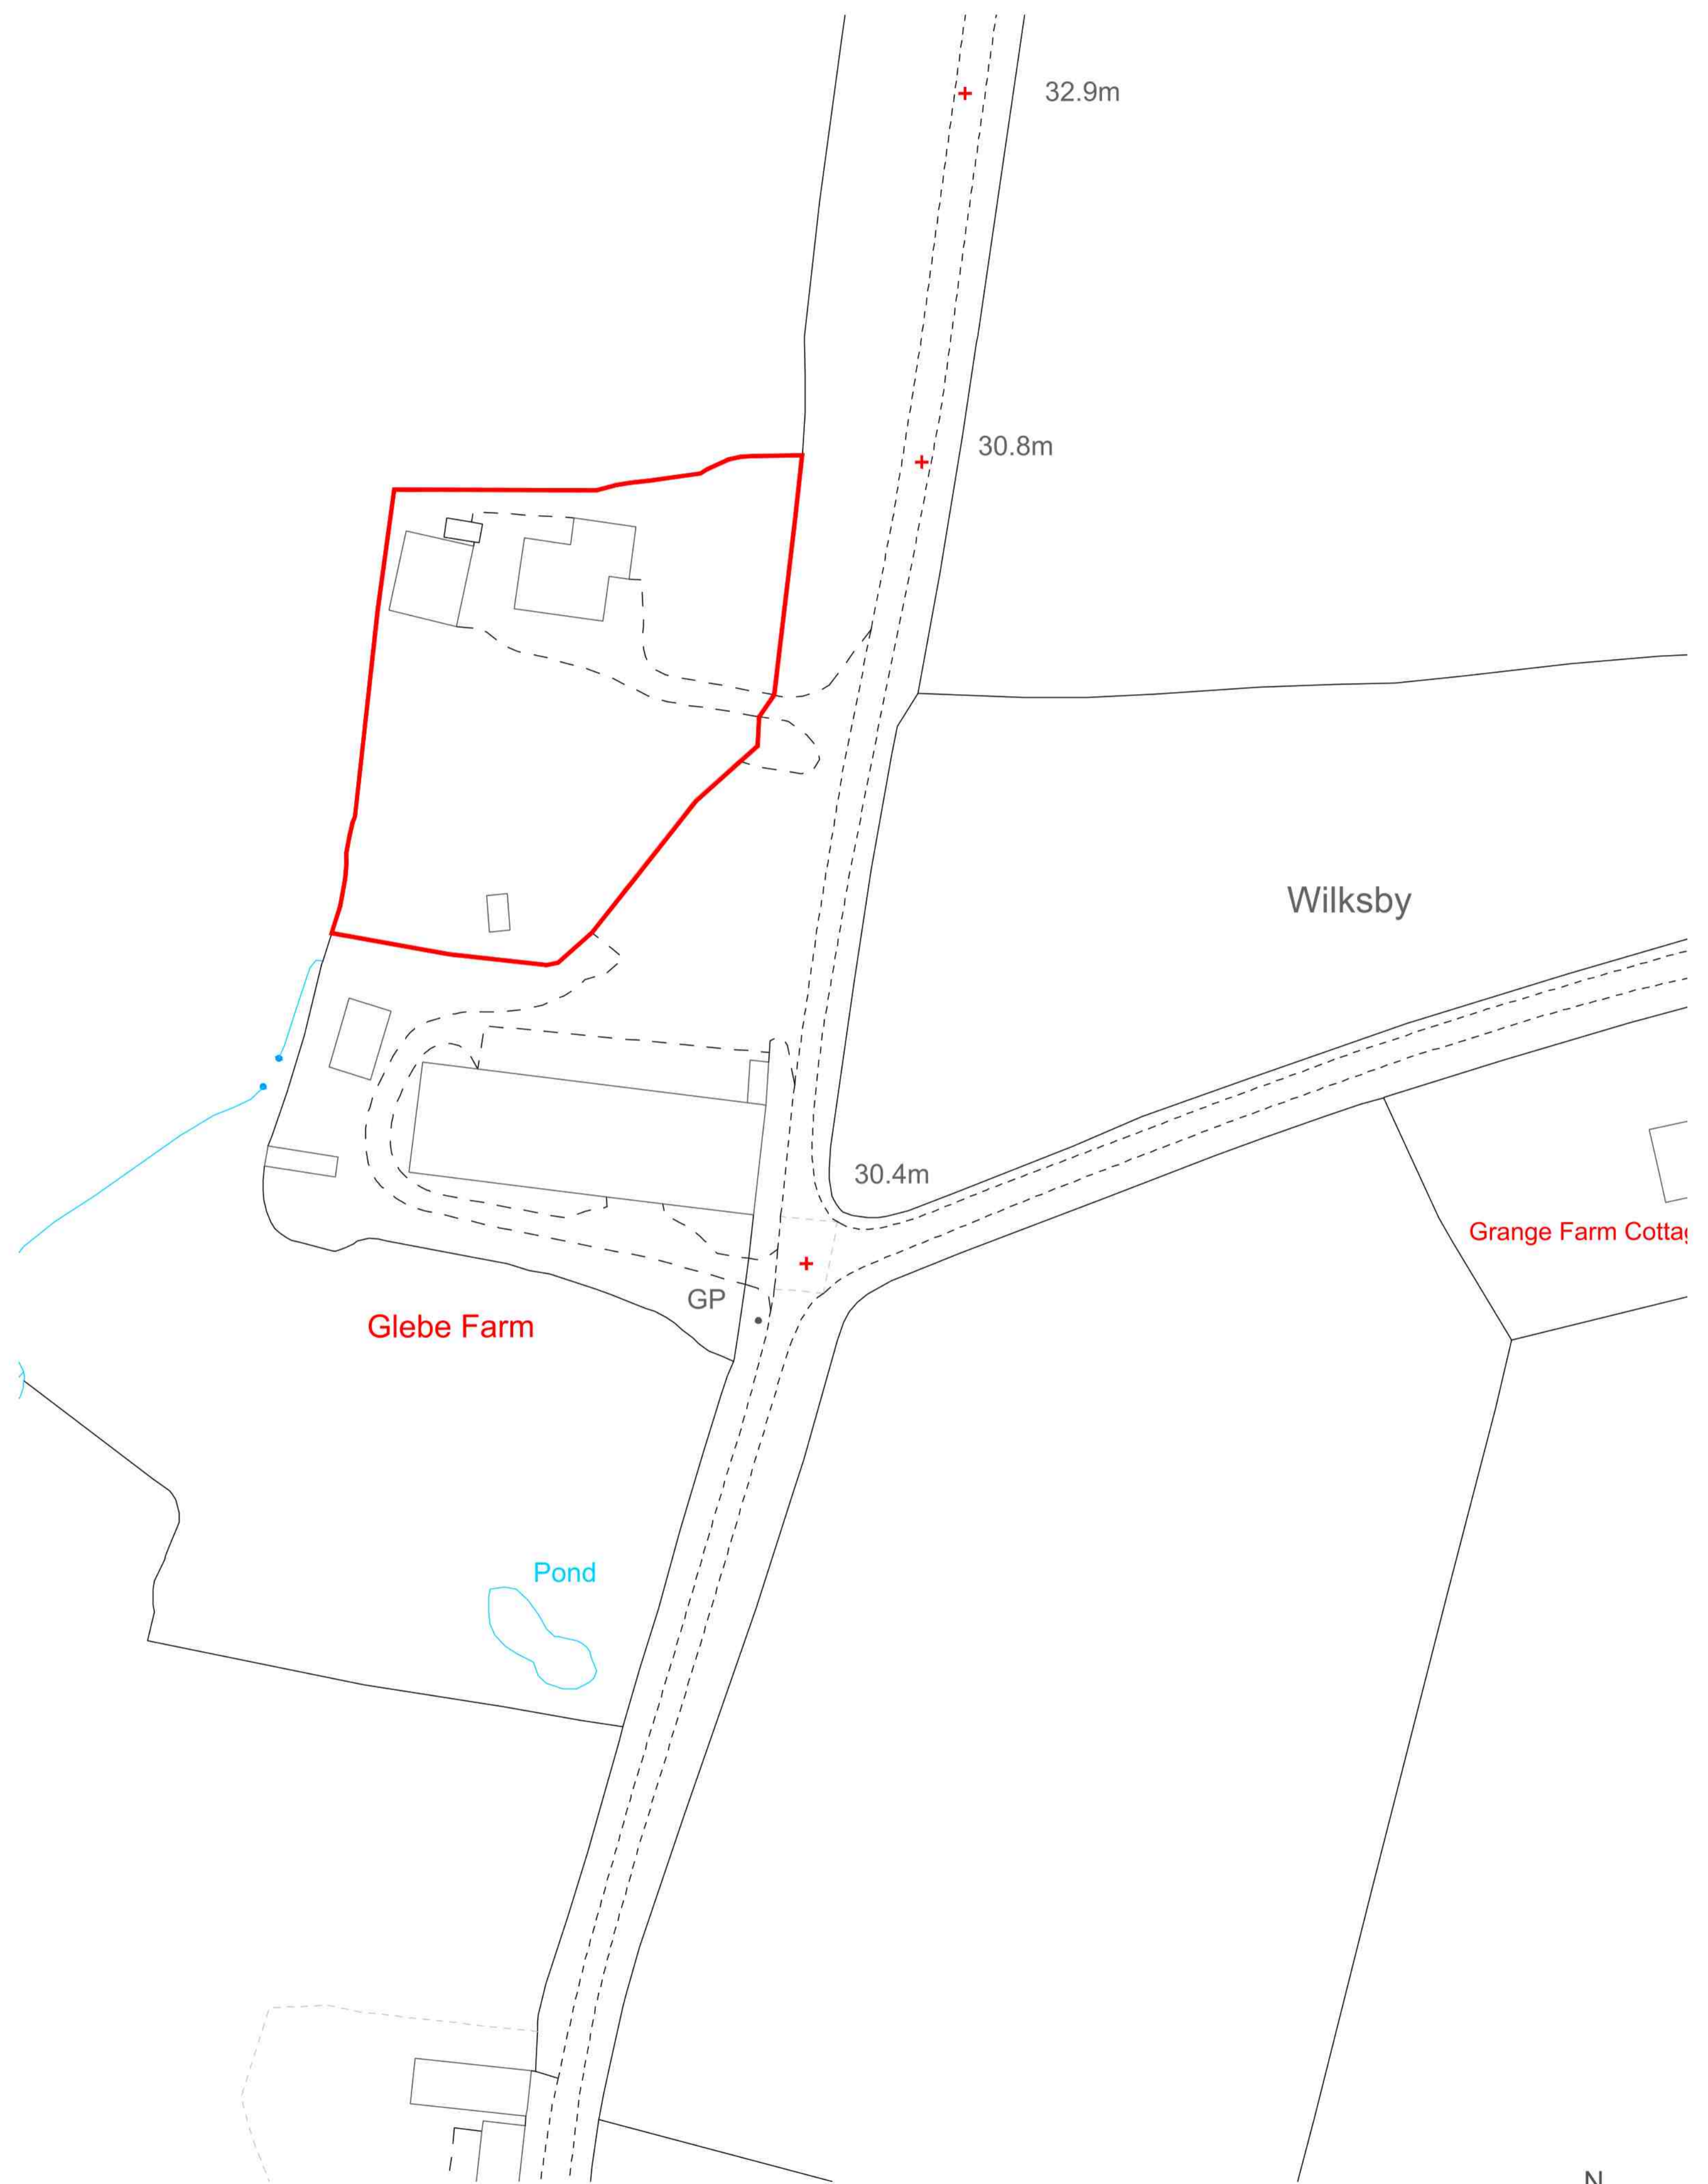 32.9m
30.8m
Wilksby
30.4m
Grange Farm Cottag
GP
Glebe Farm
Pond
N